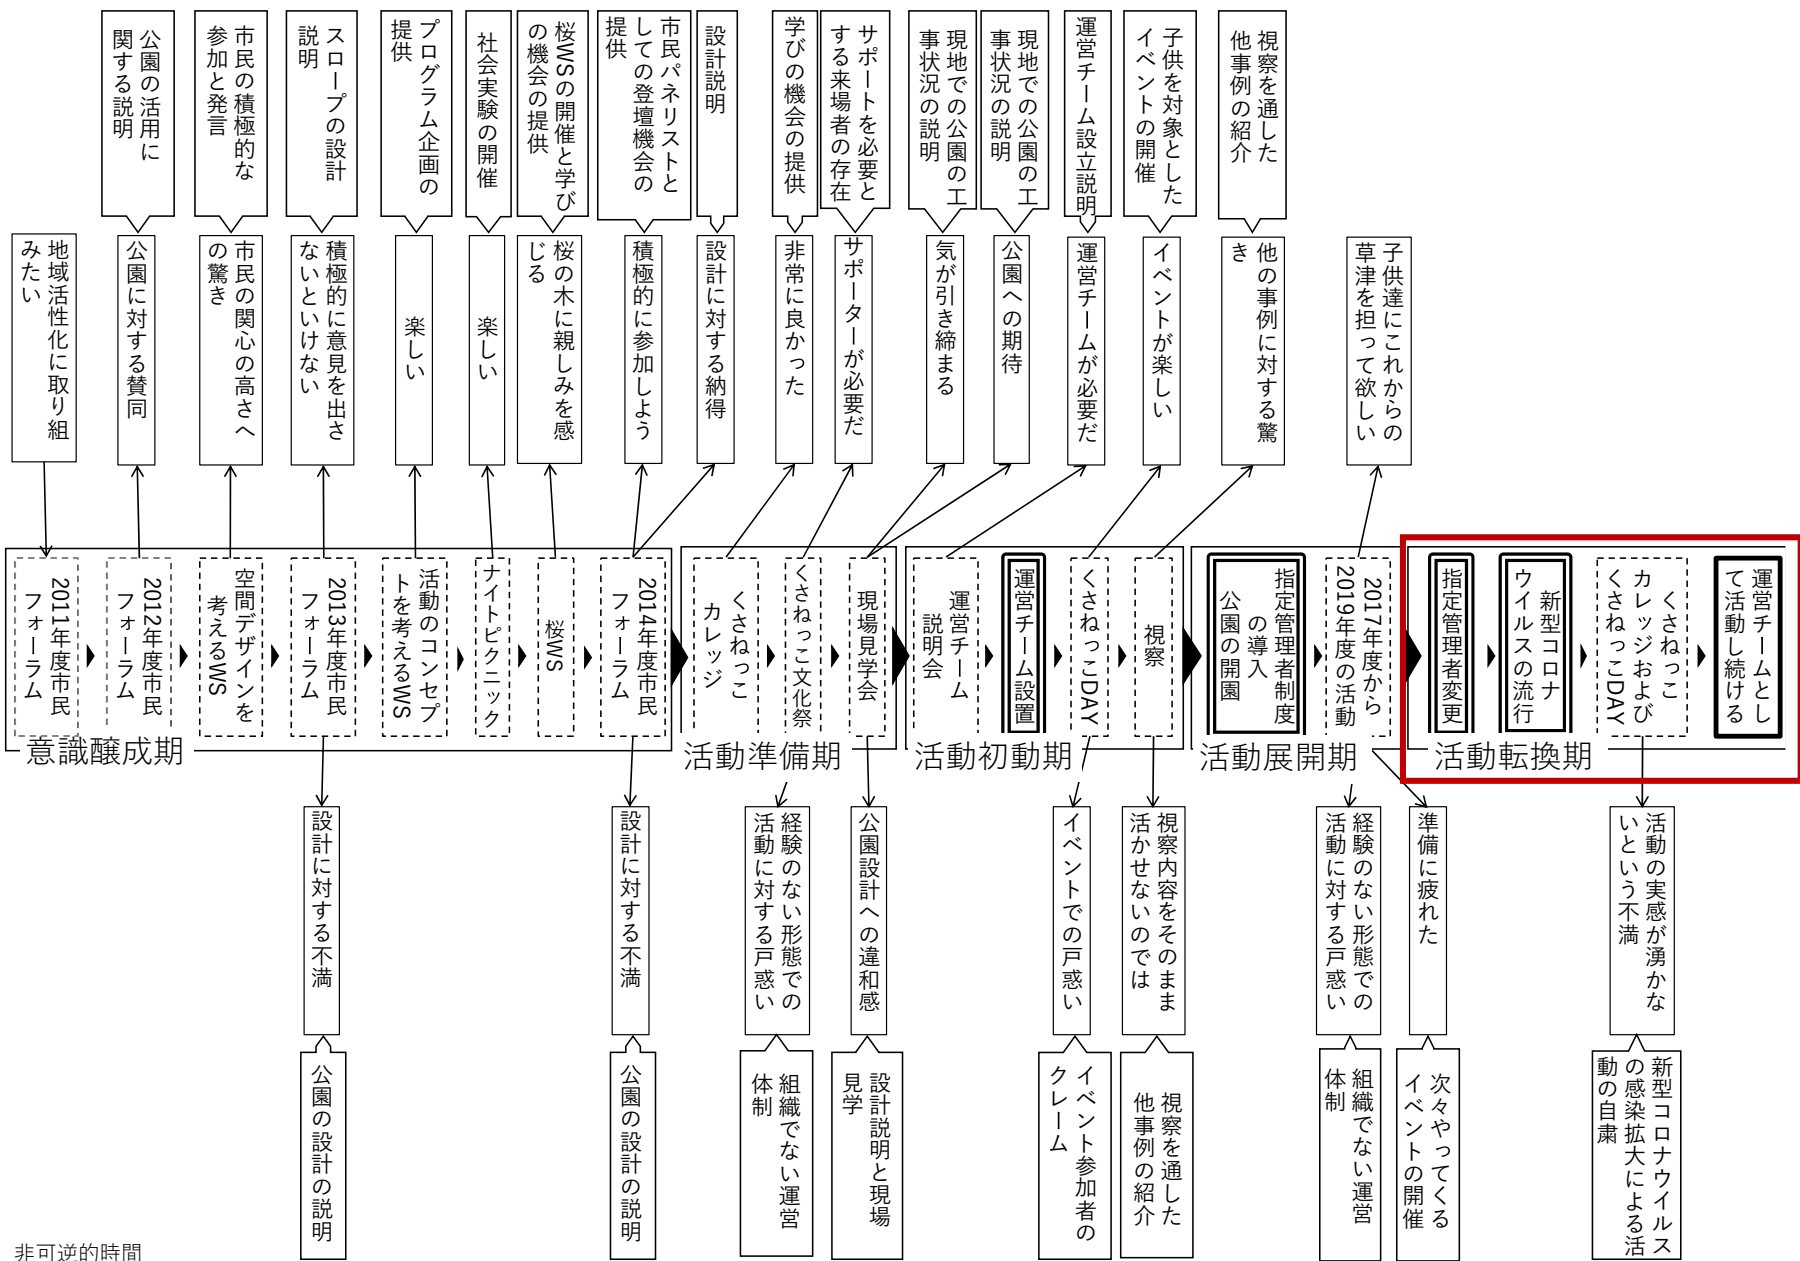 公園の活用に
関する説明
市民の積極的な
参加と発言
スロープの設計
説明
プログラム企画の
提供
社会実験の開催
桜WSの開催と学び
の機会の提供
市民パネリストと
しての登壇機会の
提供
設計説明
学びの機会の提供
サポートを必要と
する来場者の存在
現地での公園の工
事状況の説明
現地での公園の工
事状況の説明
運営チーム設立説明
子供を対象とした
イベントの開催
視察を通した
他事例の紹介
地域活性化に取り組
みたい
公園に対する賛同
市民の関心の高さへ
の驚き
積極的に意見を出さ
ないといけない
楽しい
楽しい
桜の木に親しみを感
じる
積極的に参加しよう
設計に対する納得
非常に良かった
サポーターが必要だ
気が引き締まる
公園への期待
運営チームが必要だ
イベントが楽しい
他の事例に対する驚
き
子供達にこれからの
草津を担って欲しい
2011年度市民
フォーラム
2012年度市民
フォーラム
空間デザインを
考えるWS
2013年度市民
フォーラム
活動のコンセプ
トを考えるWS
ナイトピクニック
桜WS
2014年度市民
フォーラム
くさねっこ
カレッジ
くさねっこ文化祭
現場見学会
運営チーム
説明会
運営チーム設置
くさねっこDAY
視察
指定管理者制度
の導入
公園の開園
2017年度から
2019年度の活動
指定管理者変更
新型コロナ
ウイルスの流行
くさねっこ
カレッジおよび
くさねっこDAY
運営チームとし
て活動し続ける
意識醸成期
活動準備期
活動初動期
活動展開期
活動転換期
設計に対する不満
設計に対する不満
経験のない形態での
活動に対する戸惑い
公園設計への違和感
イベントでの戸惑い
視察内容をそのまま
活かせないのでは
経験のない形態での
活動に対する戸惑い
準備に疲れた
活動の実感が湧かな
いという不満
公園の設計の説明
公園の設計の説明
組織でない運営
体制
設計説明と現場
見学
イベント参加者の
クレーム
視察を通した
他事例の紹介
組織でない運営
体制
次々やってくる
イベントの開催
新型コロナウイルス
の感染拡大による活
動の自粛
非可逆的時間